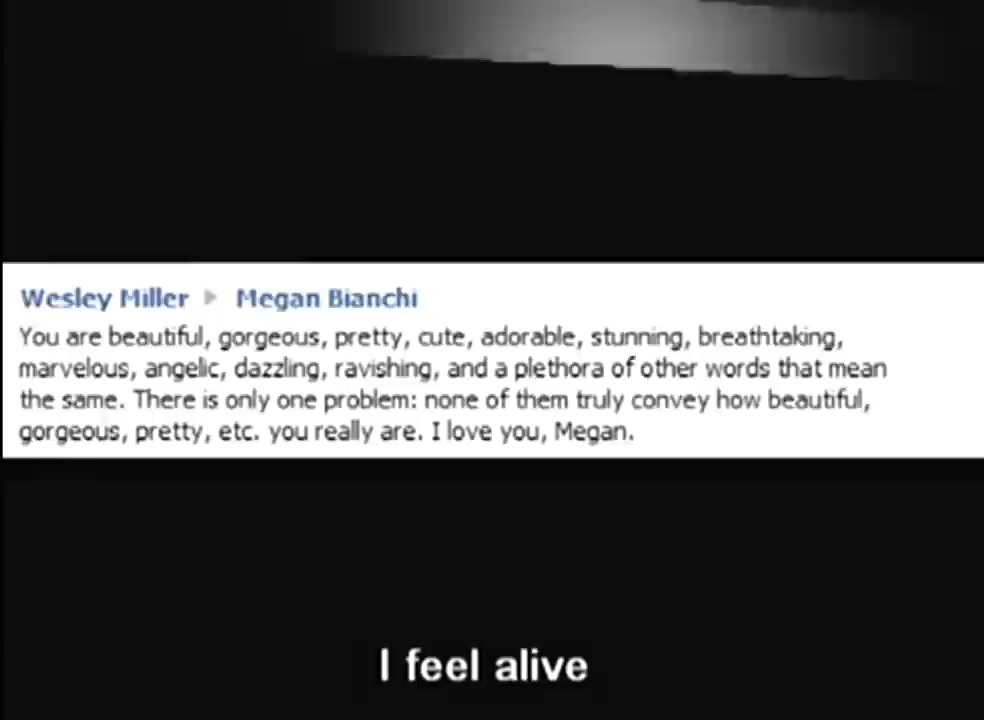 Wesley Miller ▶ Megan Bianchi
You are beautiful, gorgeous, pretty, cute, adorable, stunning, breathtaking,
marvelous, angelic, dazzling, ravishing, and a plethora of other words that mean
the same. There is only one problem: none of them truly convey how beautiful,
gorgeous, pretty, etc. you really are. I love you, Megan.
I feel alive